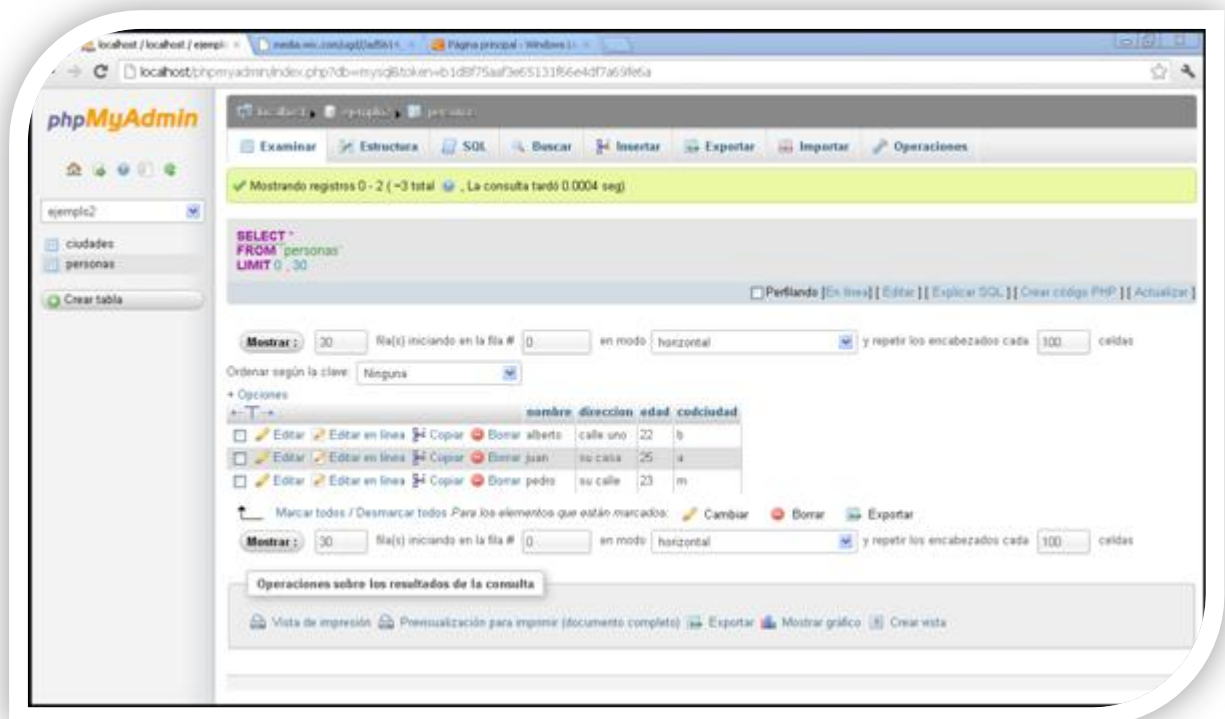 localhost / localhost / ejempl
Página principal - Windows Li
localhost/phpmyadmin/index.php?db=mysql&token=
phpMyAdmin
localhost ejemplo2 personas
Examinar Estructura SQL Buscar Insertar Exportar Importar Operaciones
Mostrando registros 0 - 2 ( ~3 total , La consulta tardó 0.0004 seg)
ejemplo2
ciudades
personas
Crear tabla
SELECT *
FROM `personas`
LIMIT 0 , 30
Perfilando [En línea] [ Editar ] [ Explicar SQL ] [ Crear código PHP ] [ Actualizar ]
Mostrar : 30 fila(s) iniciando en la fila # 0 en modo horizontal y repetir los encabezados cada 100 celdas
Ordenar según la clave: Ninguna
+ Opciones
←T→ nombre direccion edad codciudad
Editar Editar en línea Copiar Borrar alberto calle uno 22 b
Editar Editar en línea Copiar Borrar juan su casa 25 a
Editar Editar en línea Copiar Borrar pedro su calle 23 m
Marcar todos / Desmarcar todos Para los elementos que están marcados: Cambiar Borrar Exportar
Mostrar : 30 fila(s) iniciando en la fila # 0 en modo horizontal y repetir los encabezados cada 100 celdas
Operaciones sobre los resultados de la consulta
Vista de impresión Previsualización para imprimir (documento completo) Exportar Mostrar gráfico Crear vista